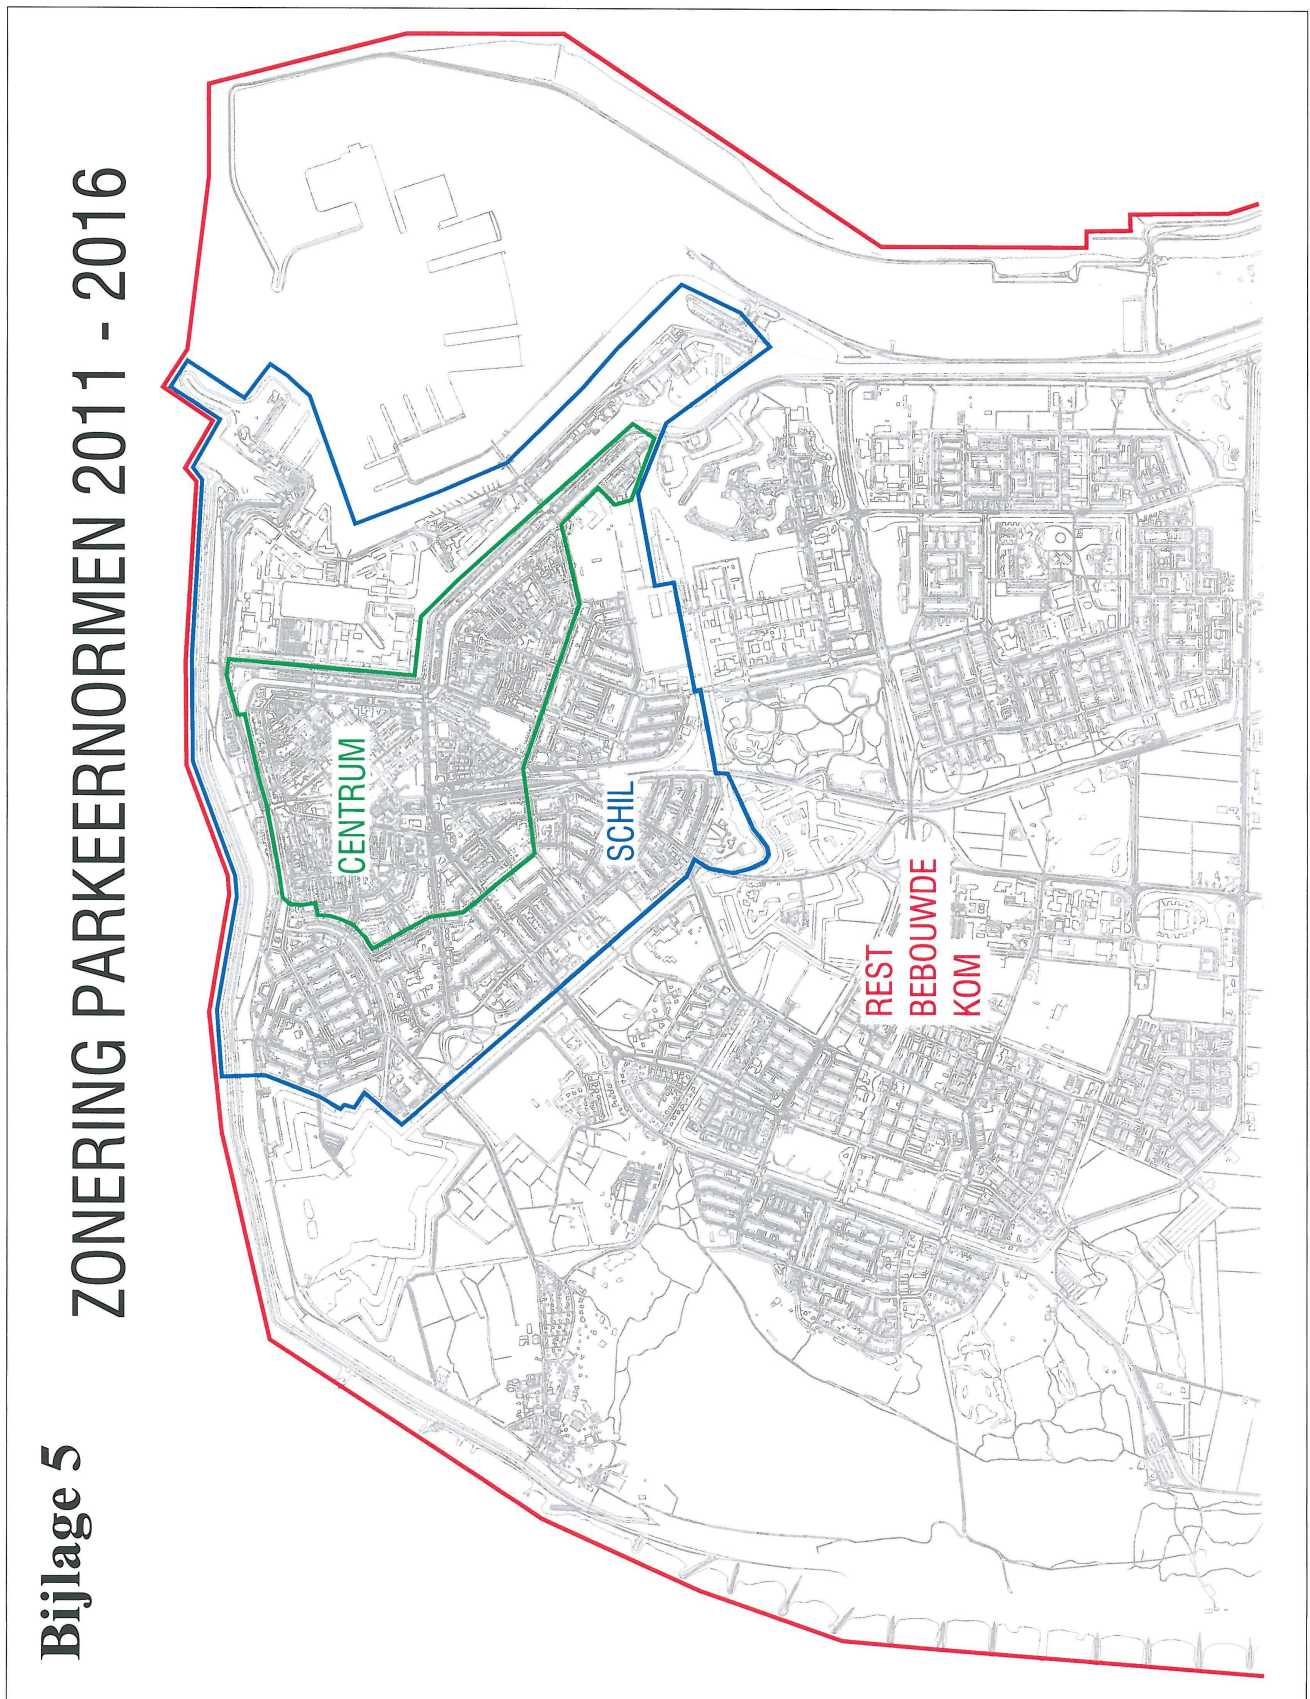 Bijlage 5
ZONERING PARKEERNORMEN 2011 - 2016
CENTRUM
SCHIL
REST
BEBOUWDE
KOM